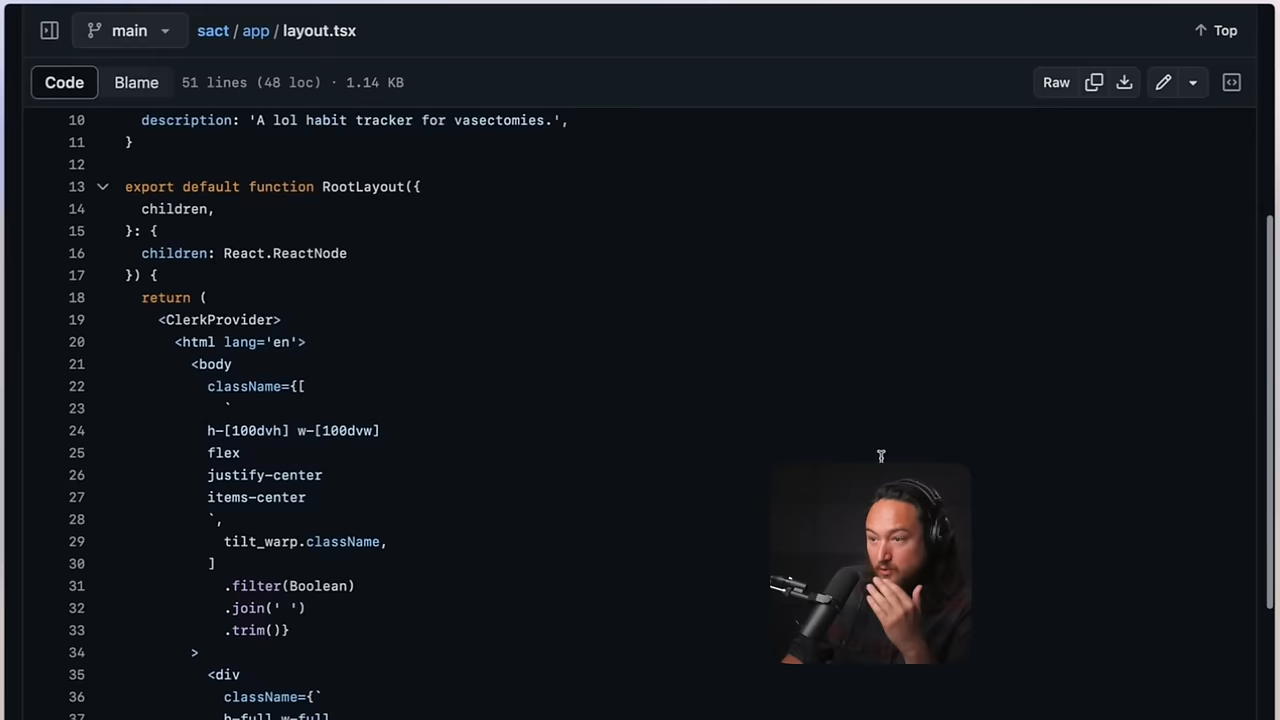 main
sact / app / layout.tsx
Top
Code
Blame
51 lines (48 loc) · 1.14 KB
Raw
10 description: 'A lol habit tracker for vasectomies.',
11 }
12
13 export default function RootLayout({
14 children,
15 }: {
16 children: React.ReactNode
17 }) {
18 return (
19 <ClerkProvider>
20 <html lang='en'>
21 <body
22 className={[
23 `
24 h-[100dvh] w-[100dvw]
25 flex
26 justify-center
27 items-center
28 `,
29 tilt_warp.className,
30 ]
31 .filter(Boolean)
32 .join(' ')
33 .trim()}
34 >
35 <div
36 className={`
37 h-full w-full